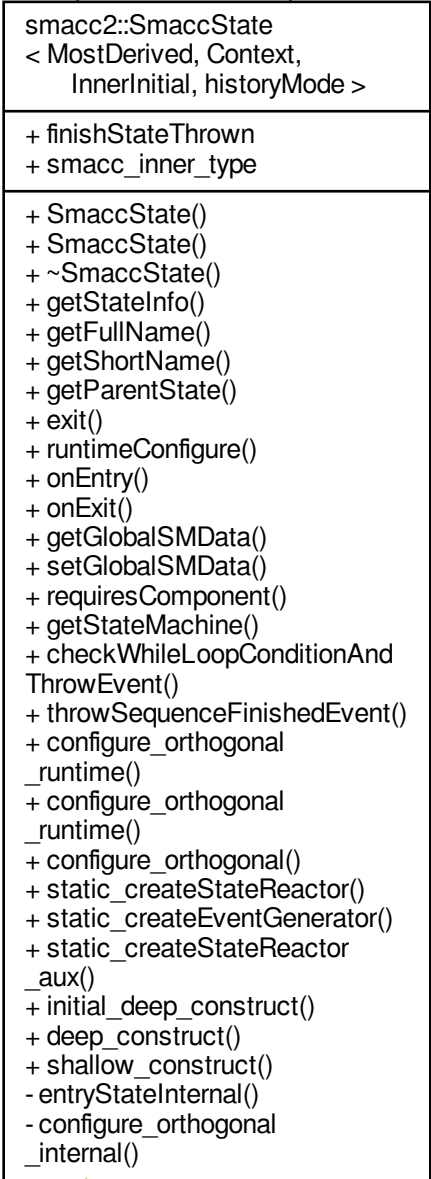 smacc2::SmaccState
< MostDerived, Context,
InnerInitial, historyMode >
+ finishStateThrown
+ smacc_inner_type
+ SmaccState()
+ SmaccState()
+ ~SmaccState()
+ getStateInfo()
+ getFullName()
+ getShortName()
+ getParentState()
+ exit()
+ runtimeConfigure()
+ onEntry()
+ onExit()
+ getGlobalSMData()
+ setGlobalSMData()
+ requiresComponent()
+ getStateMachine()
+ checkWhileLoopConditionAnd
ThrowEvent()
+ throwSequenceFinishedEvent()
+ configure_orthogonal
_runtime()
+ configure_orthogonal
_runtime()
+ configure_orthogonal()
+ static_createStateReactor()
+ static_createEventGenerator()
+ static_createStateReactor
_aux()
+ initial_deep_construct()
+ deep_construct()
+ shallow_construct()
- entryStateInternal()
- configure_orthogonal
_internal()